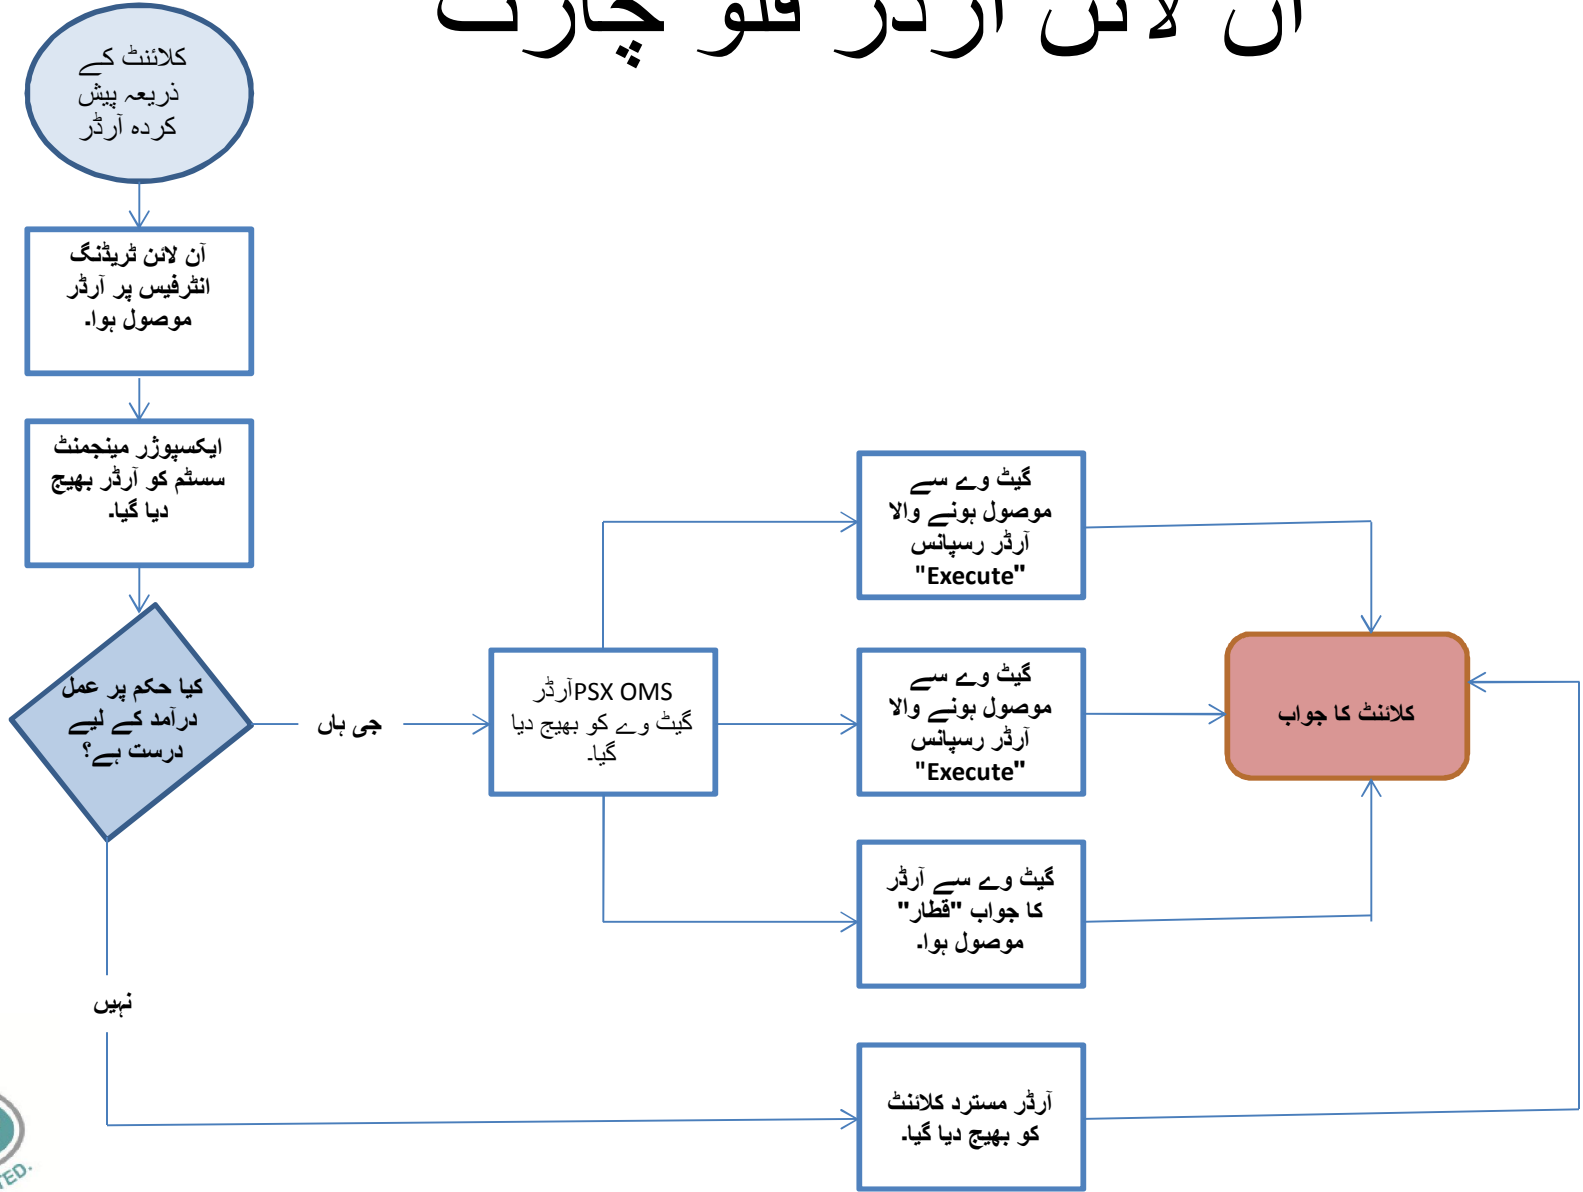 آن لائن آرڈر فلو چارٹ
کلائنٹ کے
ذریعہ پیش
کردہ آرڈر
آن لائن ٹریڈنگ
انٹرفیس پر آرڈر
موصول ہوا۔
ایکسپوژر مینجمنٹ
سسٹم کو آرڈر بھیج
دیا گیا۔
کیا حکم پر عمل
درآمد کے لیے
درست ہے؟
جی ہاں
نہیں
PSX OMSآرڈر
گیٹ وے کو بھیج دیا
گیا۔
گیٹ وے سے
موصول ہونے والا
آرڈر رسپانس
"Execute"
گیٹ وے سے
موصول ہونے والا
آرڈر رسپانس
"Execute"
گیٹ وے سے آرڈر
کا جواب "قطار"
موصول ہوا۔
آرڈر مسترد کلائنٹ
کو بھیج دیا گیا۔
کلائنٹ کا جواب